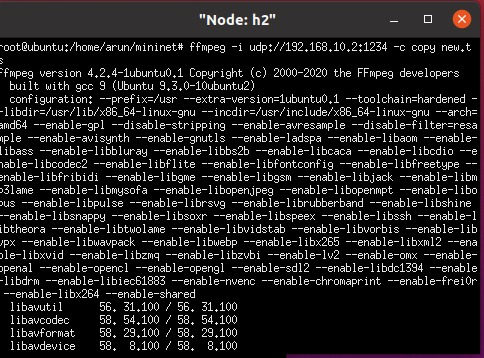 "Node: h2"
root@ubuntu:/home/arun/mininet# ffmpeg -i udp://192.168.10.2:1234 -c copy new.t
s
ffmpeg version 4.2.4-1ubuntu0.1 Copyright (c) 2000-2020 the FFmpeg developers
built with gcc 9 (Ubuntu 9.3.0-10ubuntu2)
configuration: --prefix=/usr --extra-version=1ubuntu0.1 --toolchain=hardened -
-libdir=/usr/lib/x86_64-linux-gnu --incdir=/usr/include/x86_64-linux-gnu --arch=
amd64 --enable-gpl --disable-stripping --enable-avresample --disable-filter=resa
mple --enable-avisynth --enable-gnutls --enable-ladspa --enable-libaom --enable-
libass --enable-libbluray --enable-libbs2b --enable-libcaca --enable-libcdio --e
nable-libcodec2 --enable-libflite --enable-libfontconfig --enable-libfreetype --
enable-libfribidi --enable-libgme --enable-libgsm --enable-libjack --enable-libm
p3lame --enable-libmysofa --enable-libopenjpeg --enable-libopenmpt --enable-libo
pus --enable-libpulse --enable-librsvg --enable-librubberband --enable-libshine
--enable-libsnappy --enable-libsoxr --enable-libspeex --enable-libssh --enable-l
ibtheora --enable-libtwolame --enable-libvidstab --enable-libvorbis --enable-lib
vpx --enable-libwavpack --enable-libwebp --enable-libx265 --enable-libxml2 --ena
ble-libxvid --enable-libzmq --enable-libzvbi --enable-lv2 --enable-omx --enable-
openal --enable-opencl --enable-opengl --enable-sdl2 --enable-libdc1394 --enable
-libdrm --enable-libiec61883 --enable-nvenc --enable-chromaprint --enable-frei0r
--enable-libx264 --enable-shared
libavutil 56. 31.100 / 56. 31.100
libavcodec 58. 54.100 / 58. 54.100
libavformat 58. 29.100 / 58. 29.100
libavdevice 58. 8.100 / 58. 8.100